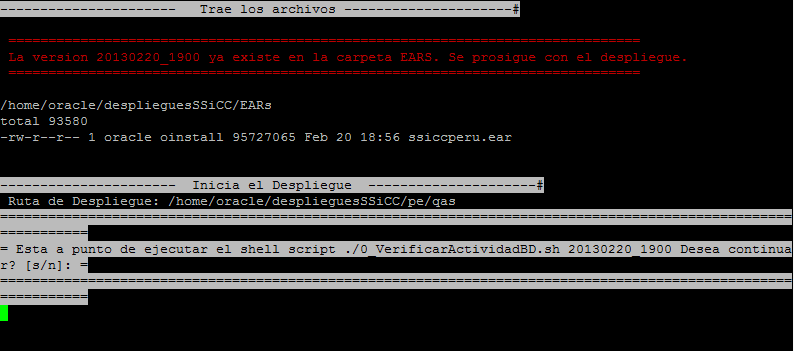 ----------------------   Trae los archivos ---------------------#
===============================================================================
La version 20130220_1900 ya existe en la carpeta EARS. Se prosigue con el despliegue.
===============================================================================
/home/oracle/desplieguesSSiCC/EARs
total 93580
-rw-r--r-- 1 oracle oinstall 95727065 Feb 20 18:56 ssiccperu.ear
----------------------  Inicia el Despliegue  ---------------------#
Ruta de Despliegue: /home/oracle/desplieguesSSiCC/pe/qas
===================================================================================================
===========
= Esta a punto de ejecutar el shell script ./0_VerificarActividadBD.sh 20130220_1900 Desea continua
r? [s/n]: =
===================================================================================================
===========